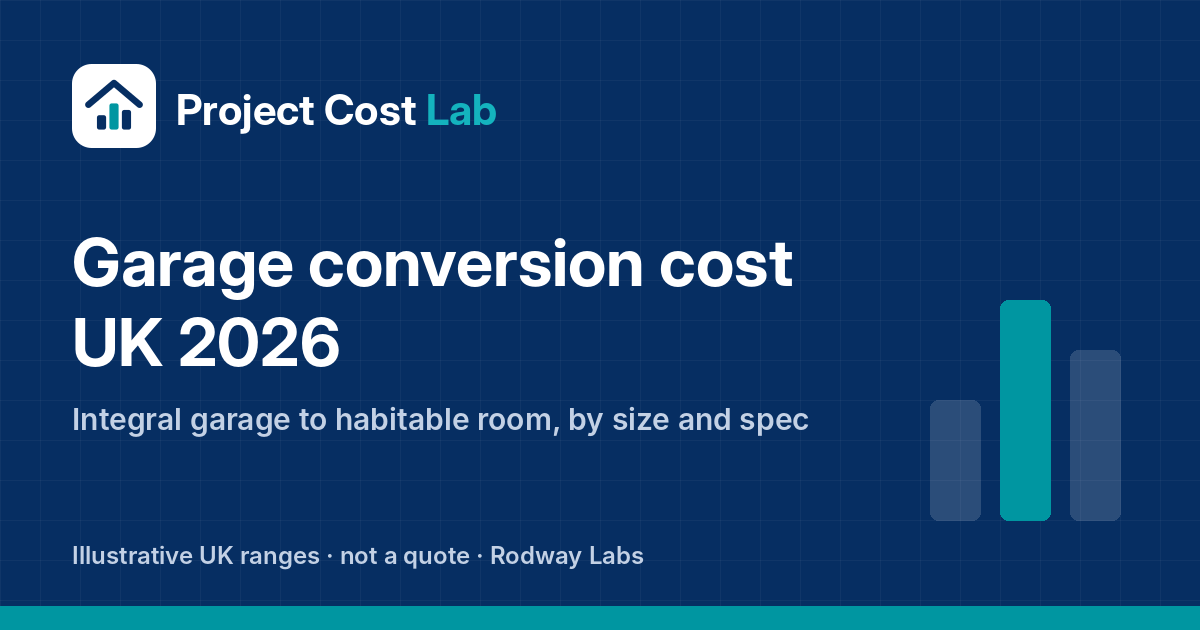 Project Cost Lab
Garage conversion cost
UK 2026
Integral garage to habitable room, by size and spec
Illustrative UK ranges · not a quote · Rodway Labs